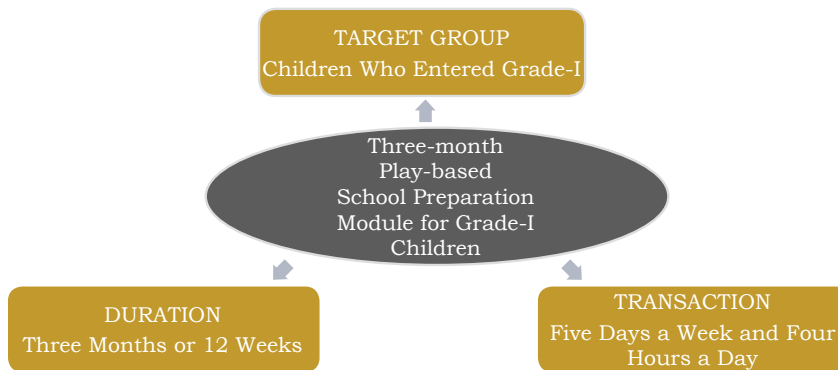 TARGET GROUP
Children Who Entered Grade-I
Three-month
Play-based
School Preparation
Module for Grade-I
Children
DURATION
Three Months or 12 Weeks
TRANSACTION
Five Days a Week and Four
Hours a Day